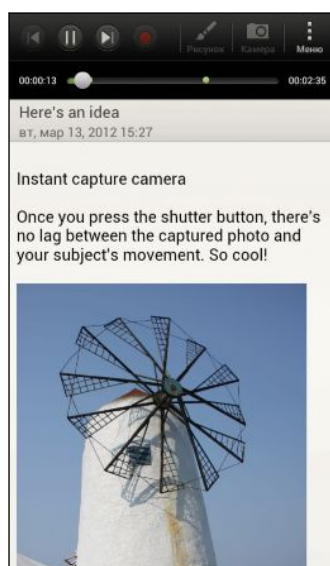 Рисунок Камера Меню
00:00:13 00:02:35
Here's an idea
вт, мар 13, 2012 15:27
Instant capture camera
Once you press the shutter button, there's
no lag between the captured photo and
your subject's movement. So cool!